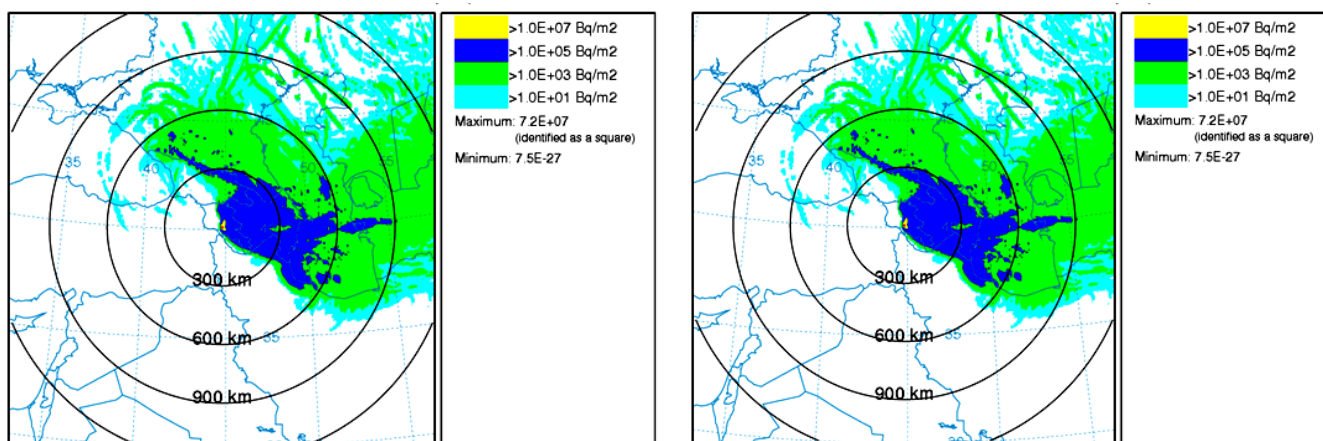 >1.0E+07 Bq/m2
>1.0E+05 Bq/m2
>1.0E+03 Bq/m2
>1.0E+01 Bq/m2
Maximum: 7.2E+07
(identified as a square)
Minimum: 7.5E-27
35
40
50
55
300 km
600 km
35
900 km
>1.0E+07 Bq/m2
>1.0E+05 Bq/m2
>1.0E+03 Bq/m2
>1.0E+01 Bq/m2
Maximum: 7.2E+07
(identified as a square)
Minimum: 7.5E-27
35
40
50
55
300 km
600 km
35
900 km